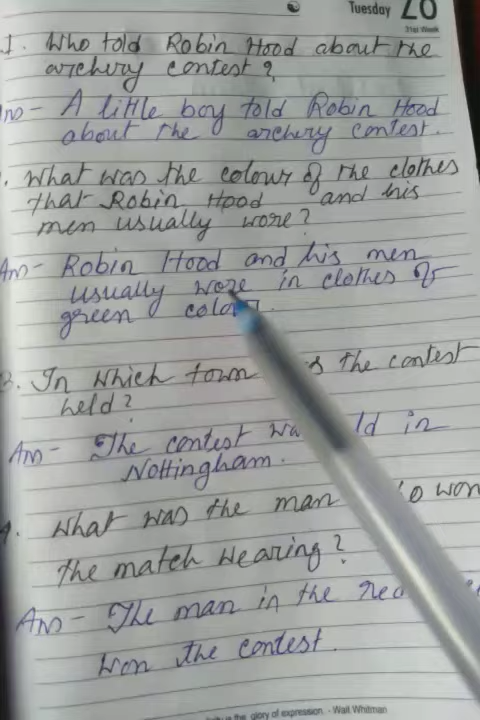 Tuesday 28
31st Week
1. Who told Robin Hood about the
archery contest?
Ans- A little boy told Robin Hood
about the archery contest.
. What was the colour of the clothes
that Robin Hood and his
men usually wore?
Ans- Robin Hood and his men
usually wore in clothes of
green colour.
3. In which town the contest
held?
Ans- The contest in
Nottingham.
4. What was the man won
the match wearing?
Ans- The man in the
won the contest.
is the glory of expression. - Walt Whitman